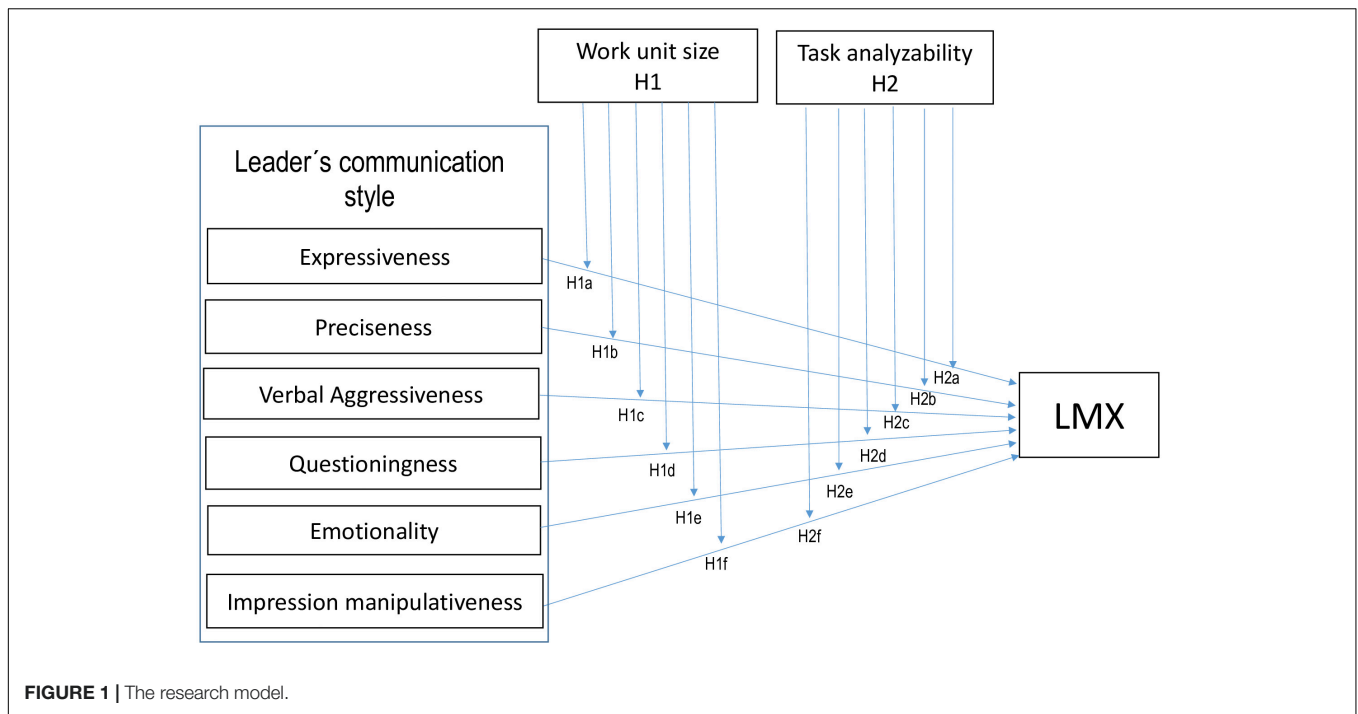 Work unit size
H1
Task analyzability
H2
Leader´s communication
style
Expressiveness
Preciseness
Verbal Aggressiveness
Questioningness
Emotionality
Impression manipulativeness
H1a
H1b
H1c
H1d
H1e
H1f
H2a
H2b
H2c
H2d
H2e
H2f
LMX
FIGURE 1 | The research model.